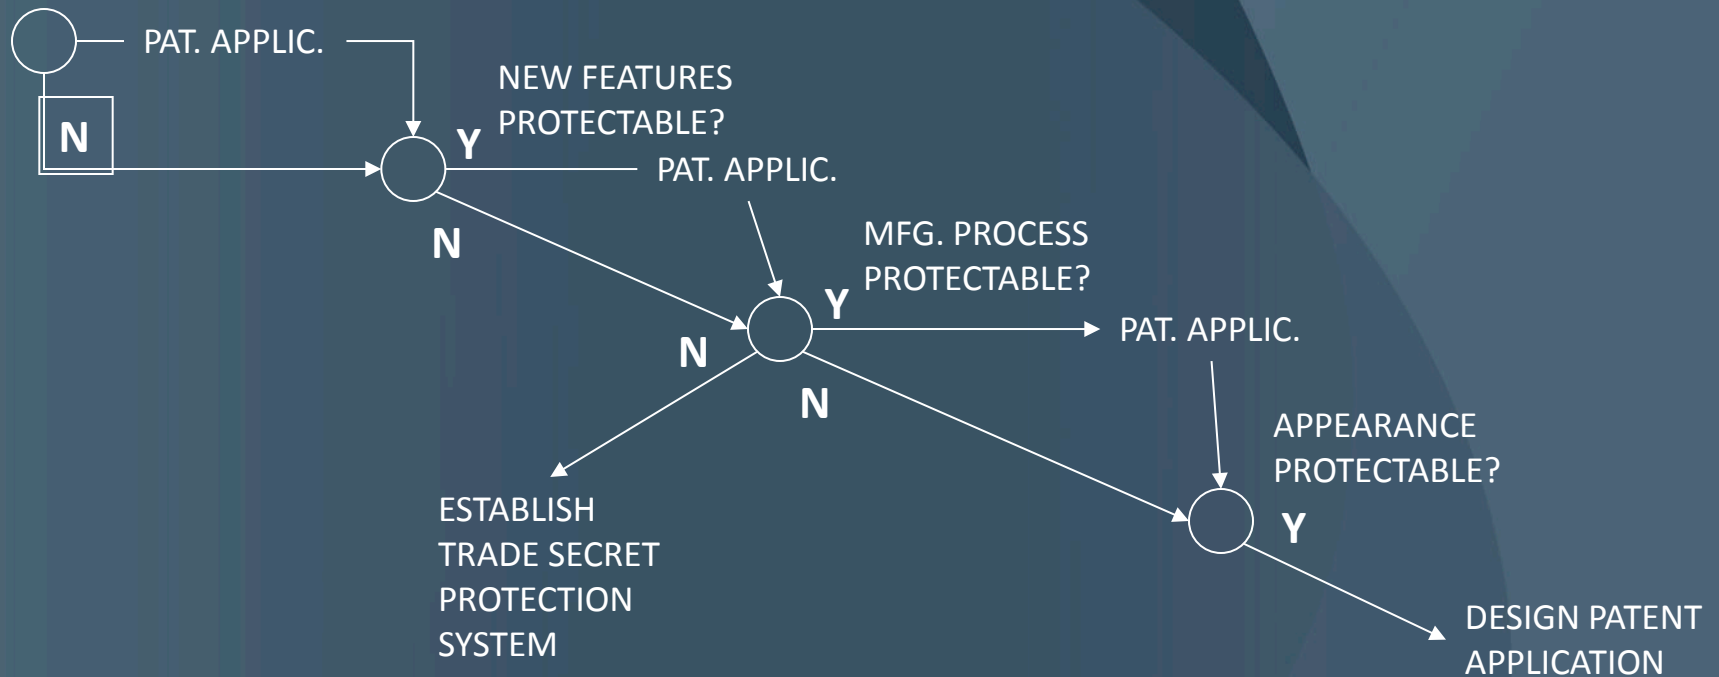 PAT. APPLIC.
N
NEW FEATURES
PROTECTABLE?
Y
PAT. APPLIC.
N
MFG. PROCESS
PROTECTABLE?
Y
PAT. APPLIC.
N
N
APPEARANCE
PROTECTABLE?
Y
ESTABLISH
TRADE SECRET
PROTECTION
SYSTEM
DESIGN PATENT
APPLICATION